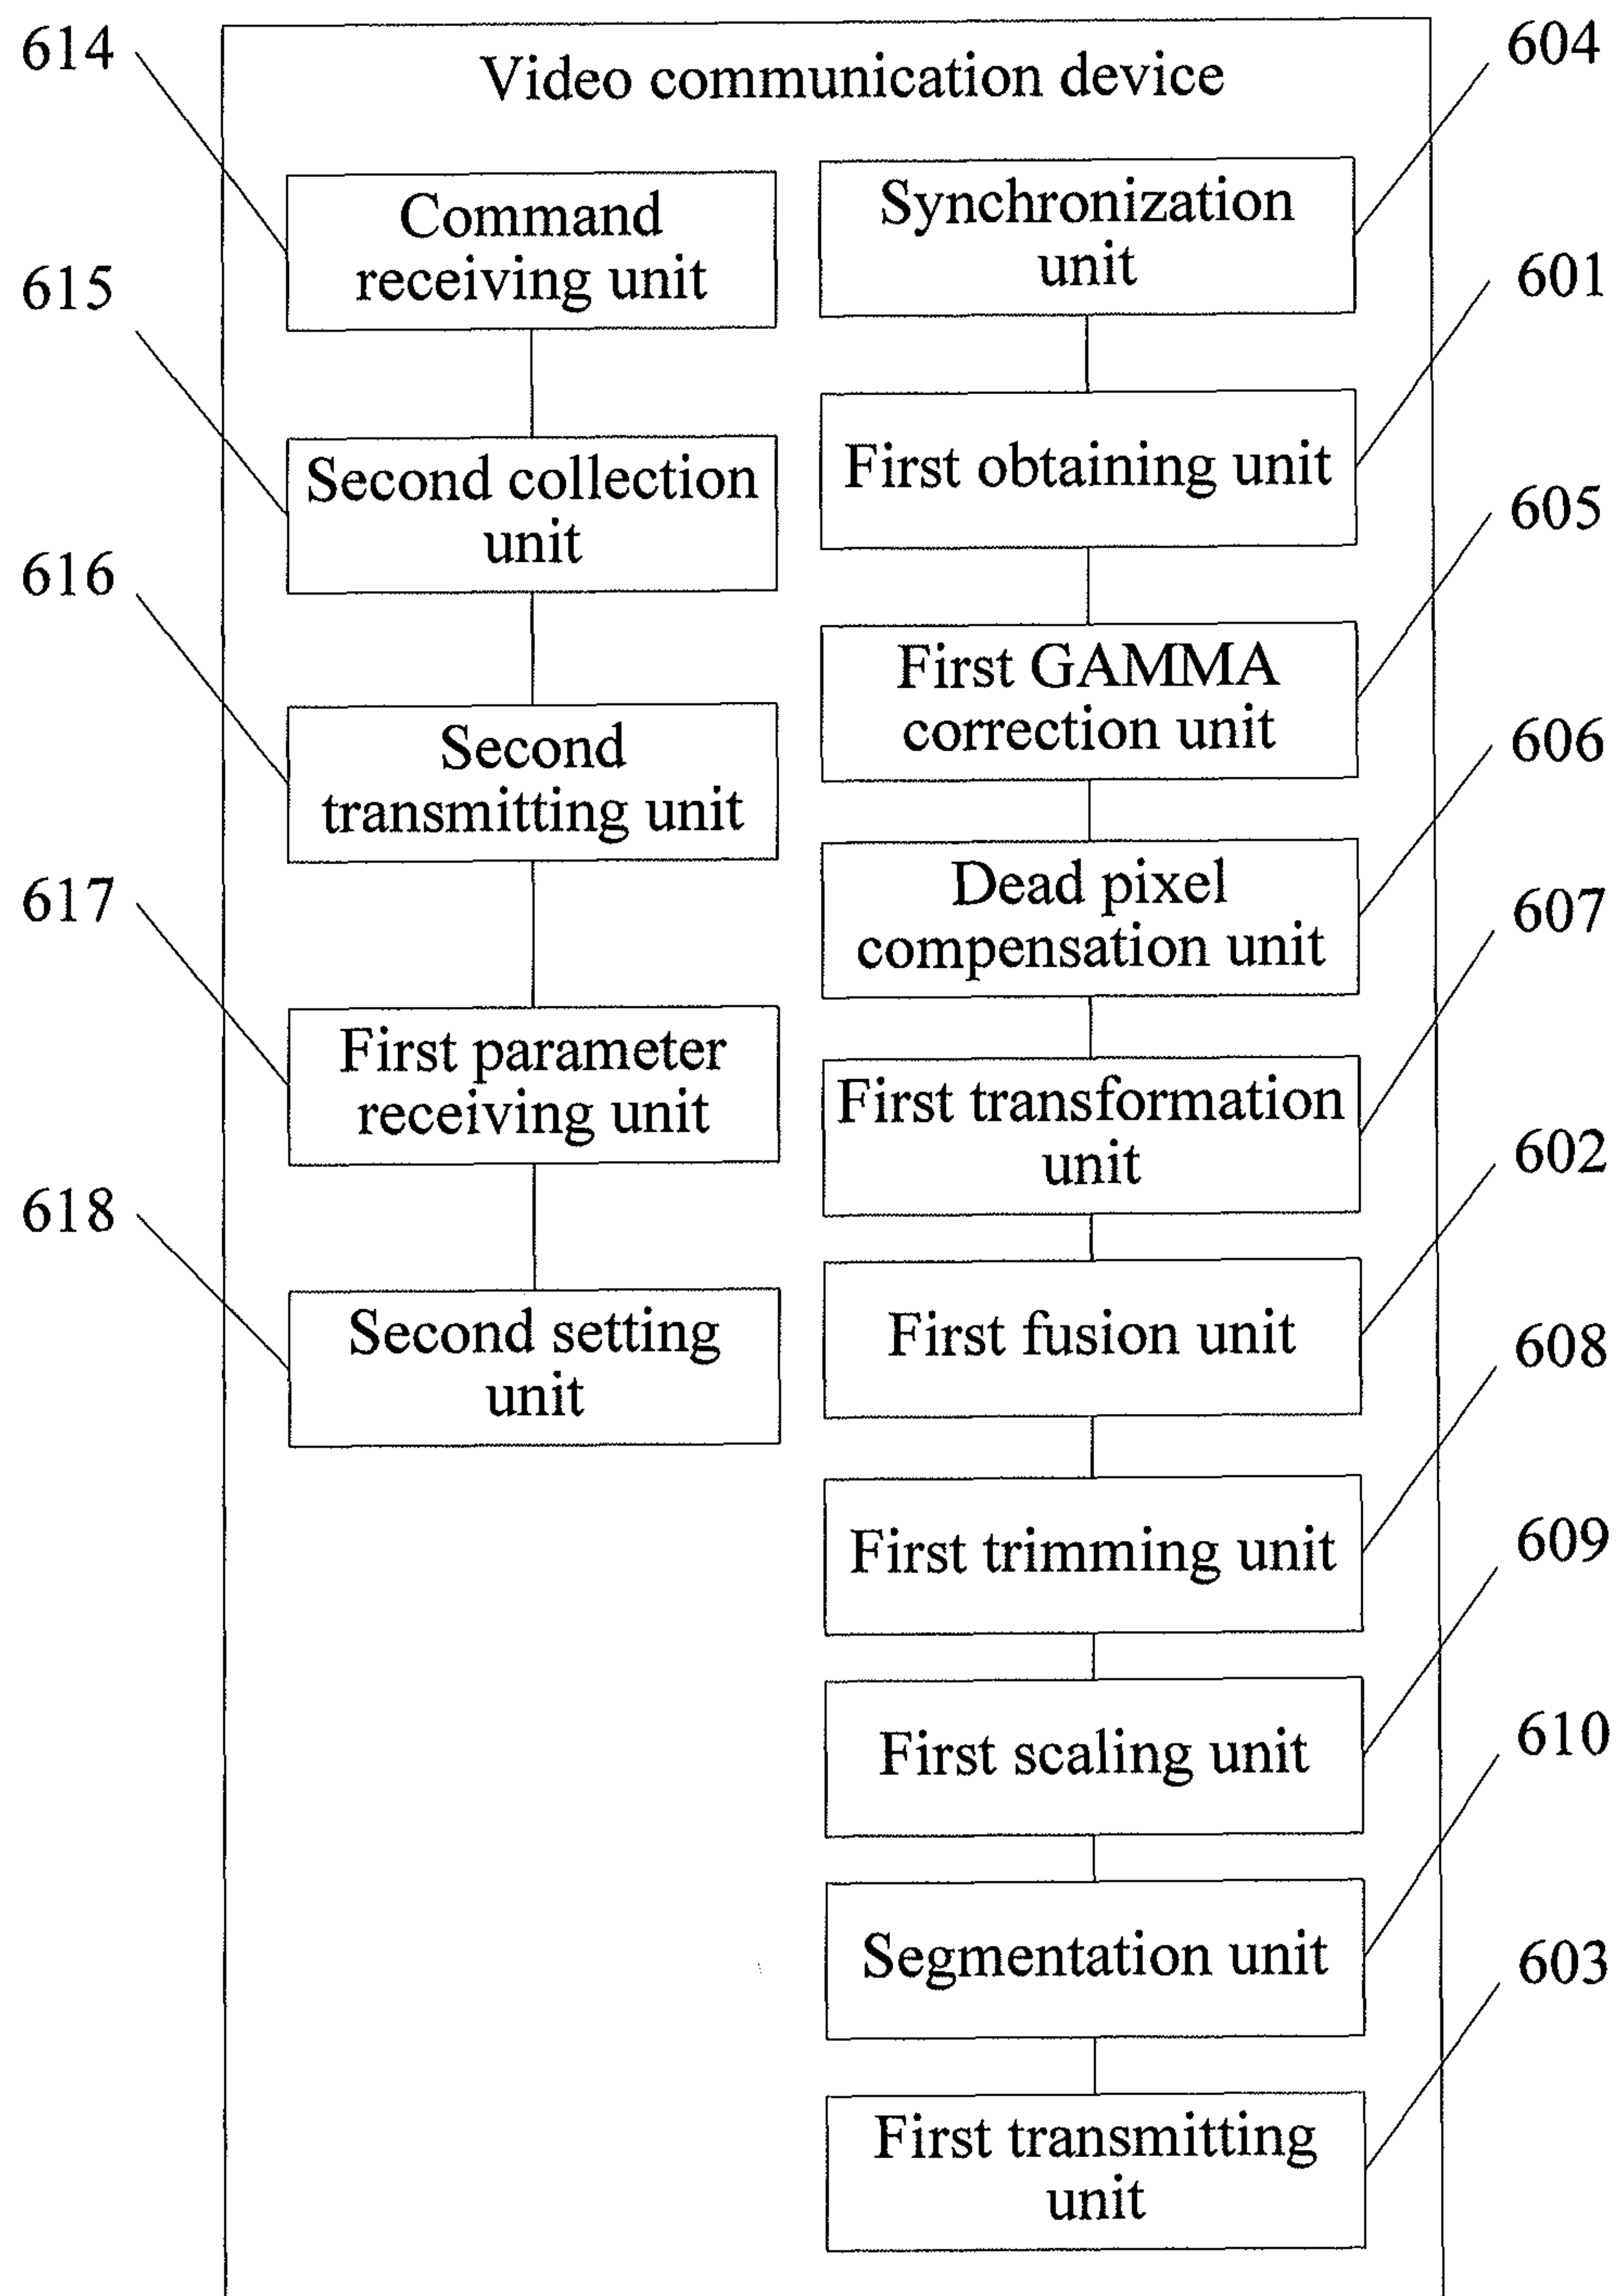 Video communication device
614
615
616
617
618
Command
receiving unit
Second collection
unit
Second
transmitting unit
First parameter
receiving unit
Second setting
unit
Synchronization
unit
First obtaining unit
First GAMMA
correction unit
Dead pixel
compensation unit
First transformation
unit
First fusion unit
First trimming unit
First scaling unit
Segmentation unit
First transmitting
unit
604
601
605
606
607
602
608
609
610
603